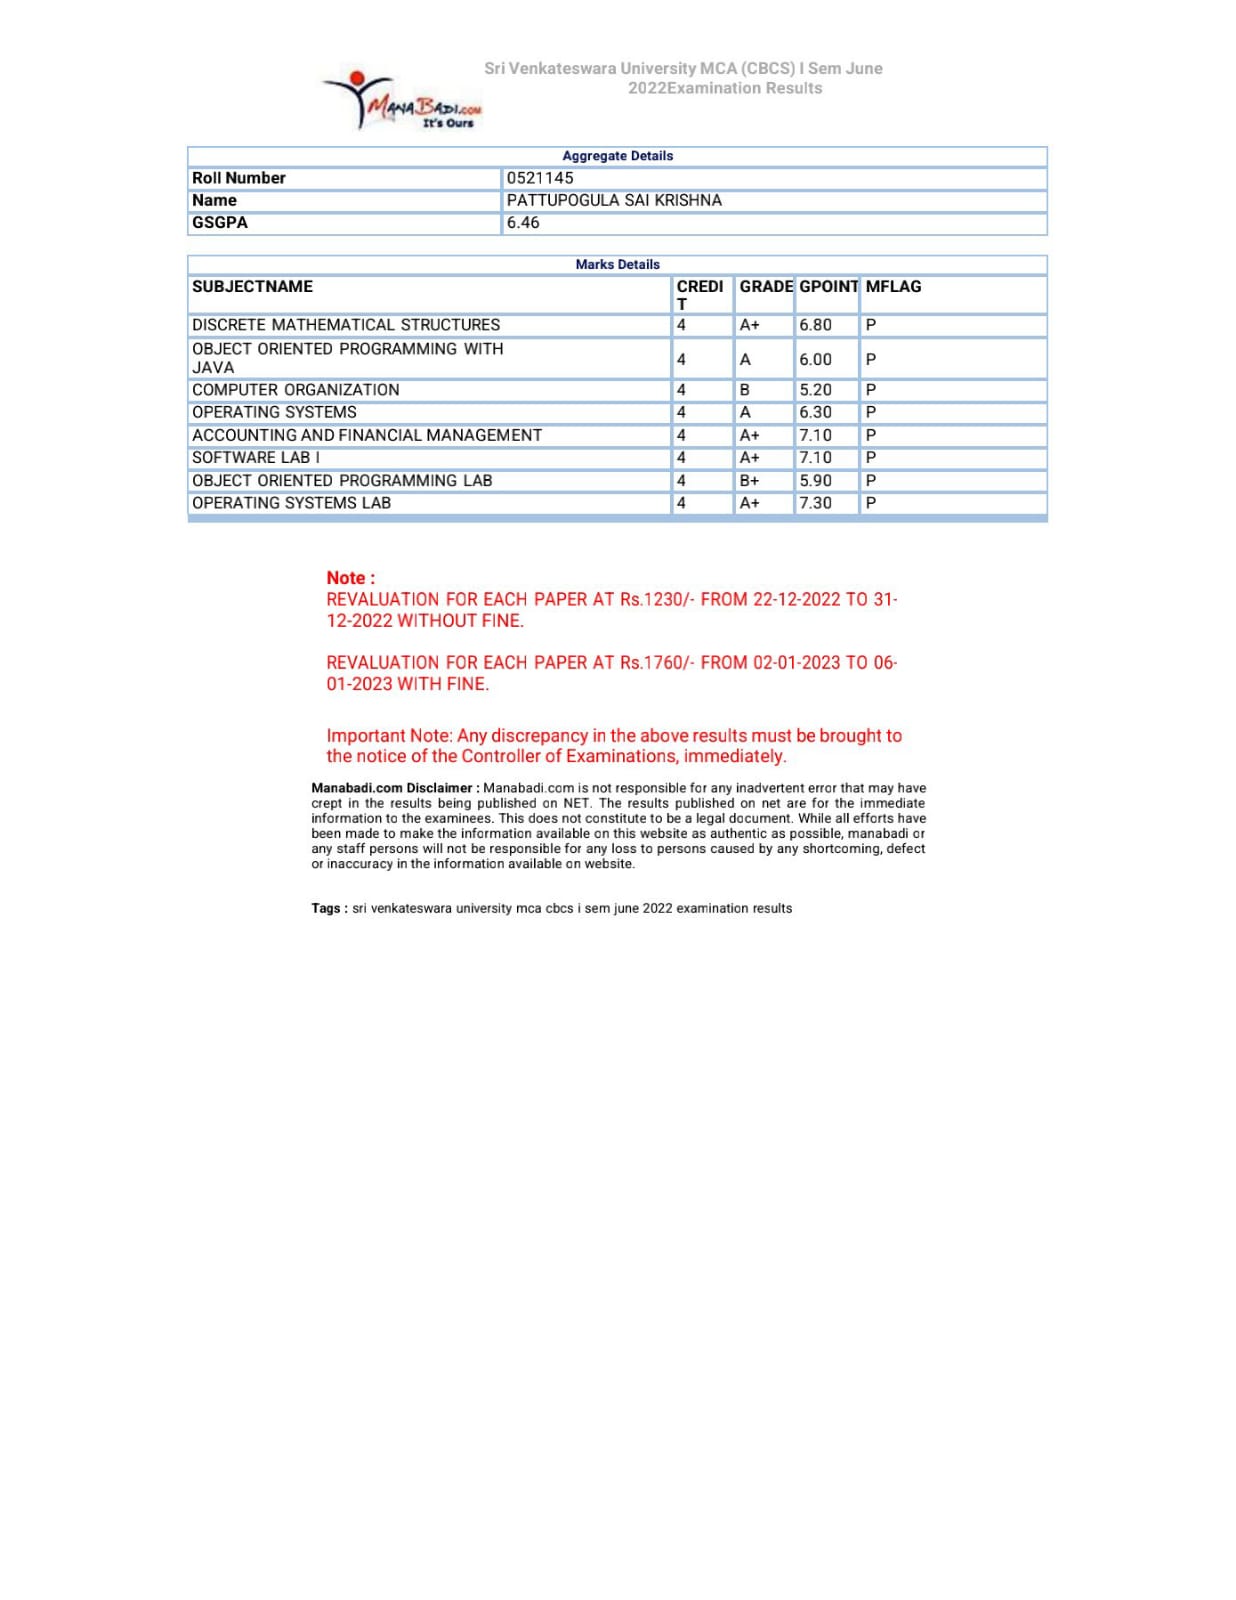 MANABADI.COM
It's Ours
Sri Venkateswara University MCA (CBCS) I Sem June
2022Examination Results
Aggregate Details
Roll Number 0521145
Name PATTUPOGULA SAI KRISHNA
GSGPA 6.46
Marks Details
SUBJECTNAME CREDI GRADE GPOINT MFLAG
T
DISCRETE MATHEMATICAL STRUCTURES 4 A+ 6.80 P
OBJECT ORIENTED PROGRAMMING WITH
JAVA 4 A 6.00 P
COMPUTER ORGANIZATION 4 B 5.20 P
OPERATING SYSTEMS 4 A 6.30 P
ACCOUNTING AND FINANCIAL MANAGEMENT 4 A+ 7.10 P
SOFTWARE LAB I 4 A+ 7.10 P
OBJECT ORIENTED PROGRAMMING LAB 4 B+ 5.90 P
OPERATING SYSTEMS LAB 4 A+ 7.30 P
Note :
REVALUATION FOR EACH PAPER AT Rs.1230/- FROM 22-12-2022 TO 31-
12-2022 WITHOUT FINE.
REVALUATION FOR EACH PAPER AT Rs.1760/- FROM 02-01-2023 TO 06-
01-2023 WITH FINE.
Important Note: Any discrepancy in the above results must be brought to
the notice of the Controller of Examinations, immediately.
Manabadi.com Disclaimer : Manabadi.com is not responsible for any inadvertent error that may have
crept in the results being published on NET. The results published on net are for the immediate
information to the examinees. This does not constitute to be a legal document. While all efforts have
been made to make the information available on this website as authentic as possible, manabadi or
any staff persons will not be responsible for any loss to persons caused by any shortcoming, defect
or inaccuracy in the information available on website.
Tags : sri venkateswara university mca cbcs i sem june 2022 examination results